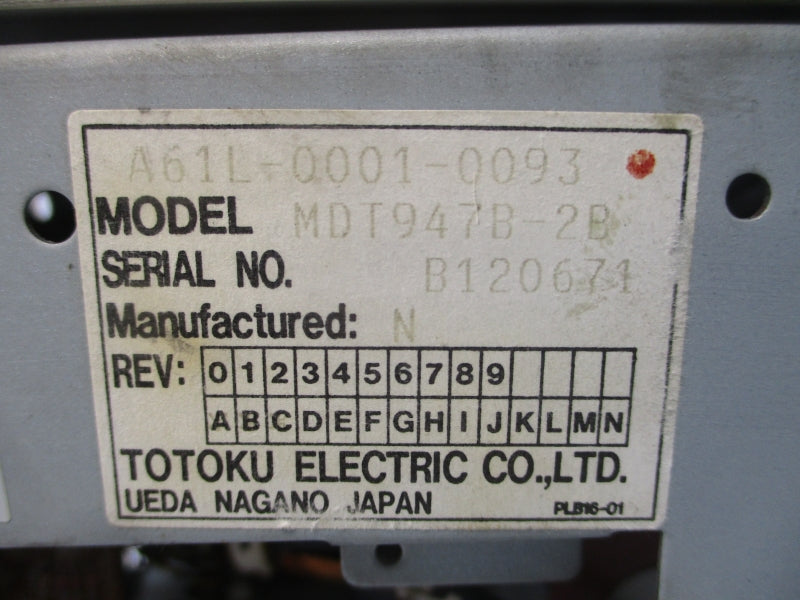 A61L-0001-0093
MODEL MDT947B-2B
SERIAL NO. B120671
Manufactured: N
REV: 0 1 2 3 4 5 6 7 8 9
A B C D E F G H I J K L M N
TOTOKU ELECTRIC CO.,LTD.
UEDA NAGANO JAPAN PLB16-01